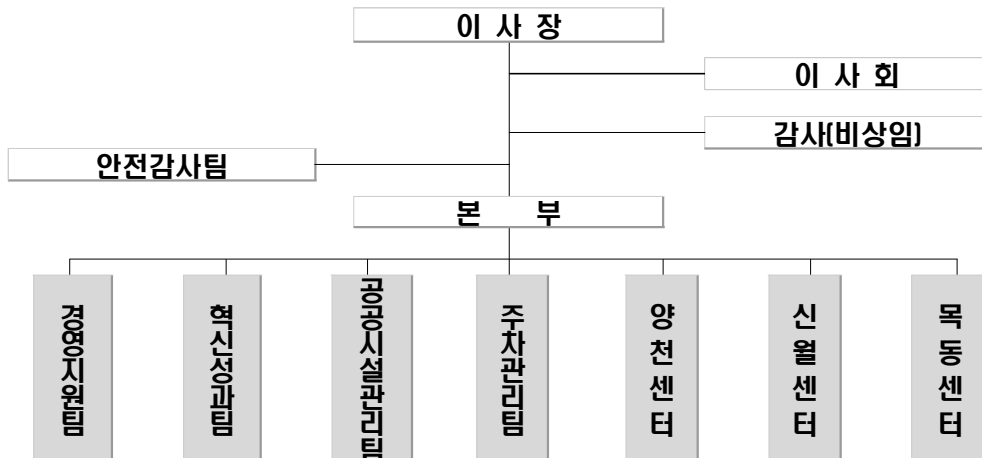 이 사 장
이 사 회
감사(비상임)
안전감사팀
본 부
경영지원팀
혁신성과팀
공공시설관리팀
주차관리팀
양천센터
신월센터
목동센터